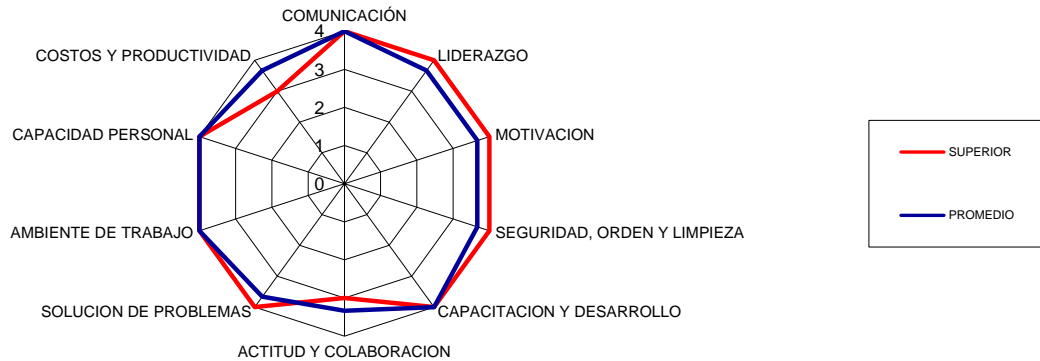 COMUNICACIÓN
4
COSTOS Y PRODUCTIVIDAD
LIDERAZGO
3
2
CAPACIDAD PERSONAL
MOTIVACION
1
0
SUPERIOR
PROMEDIO
AMBIENTE DE TRABAJO
SEGURIDAD, ORDEN Y LIMPIEZA
SOLUCION DE PROBLEMAS
CAPACITACION Y DESARROLLO
ACTITUD Y COLABORACION